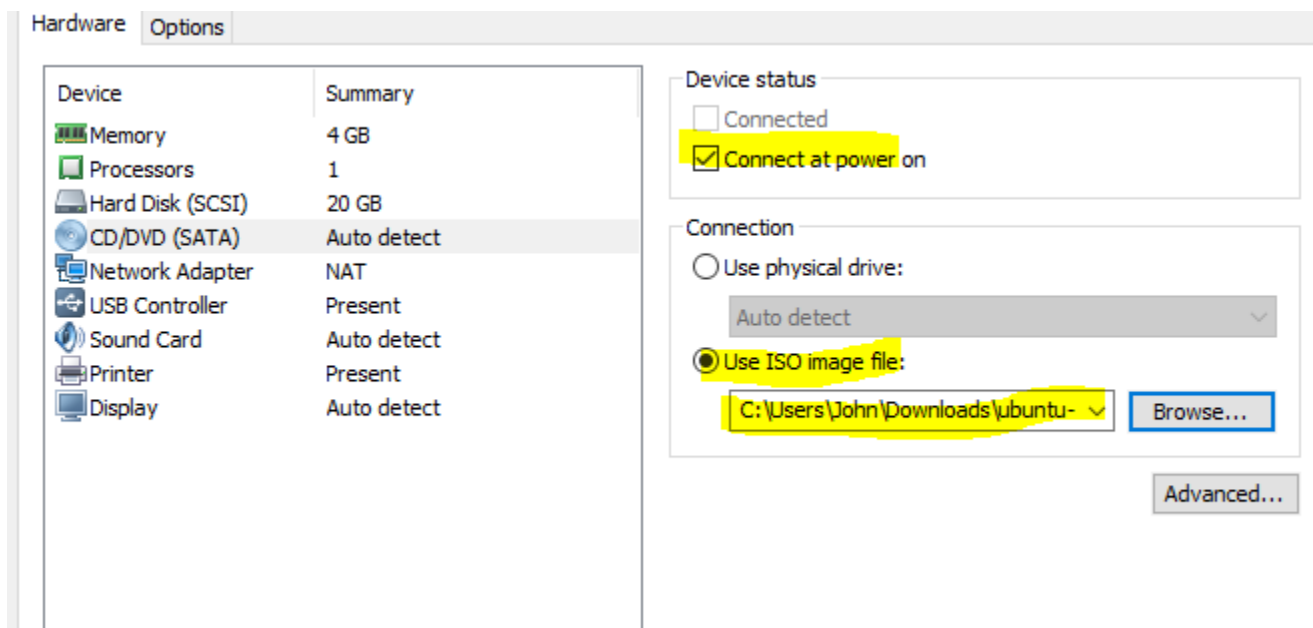 Hardware Options
Device Summary
Memory 4 GB
Processors 1
Hard Disk (SCSI) 20 GB
CD/DVD (SATA) Auto detect
Network Adapter NAT
USB Controller Present
Sound Card Auto detect
Printer Present
Display Auto detect
Device status
Connected
Connect at power on
Connection
Use physical drive:
Auto detect
Use ISO image file:
C:\Users\John\Downloads\ubuntu- Browse...
Advanced...